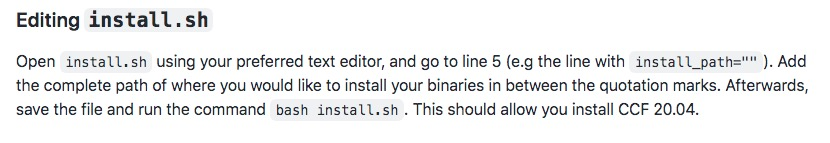 Editing install.sh
Open install.sh using your preferred text editor, and go to line 5 (e.g the line with install_path="" ). Add
the complete path of where you would like to install your binaries in between the quotation marks. Afterwards,
save the file and run the command bash install.sh . This should allow you install CCF 20.04.